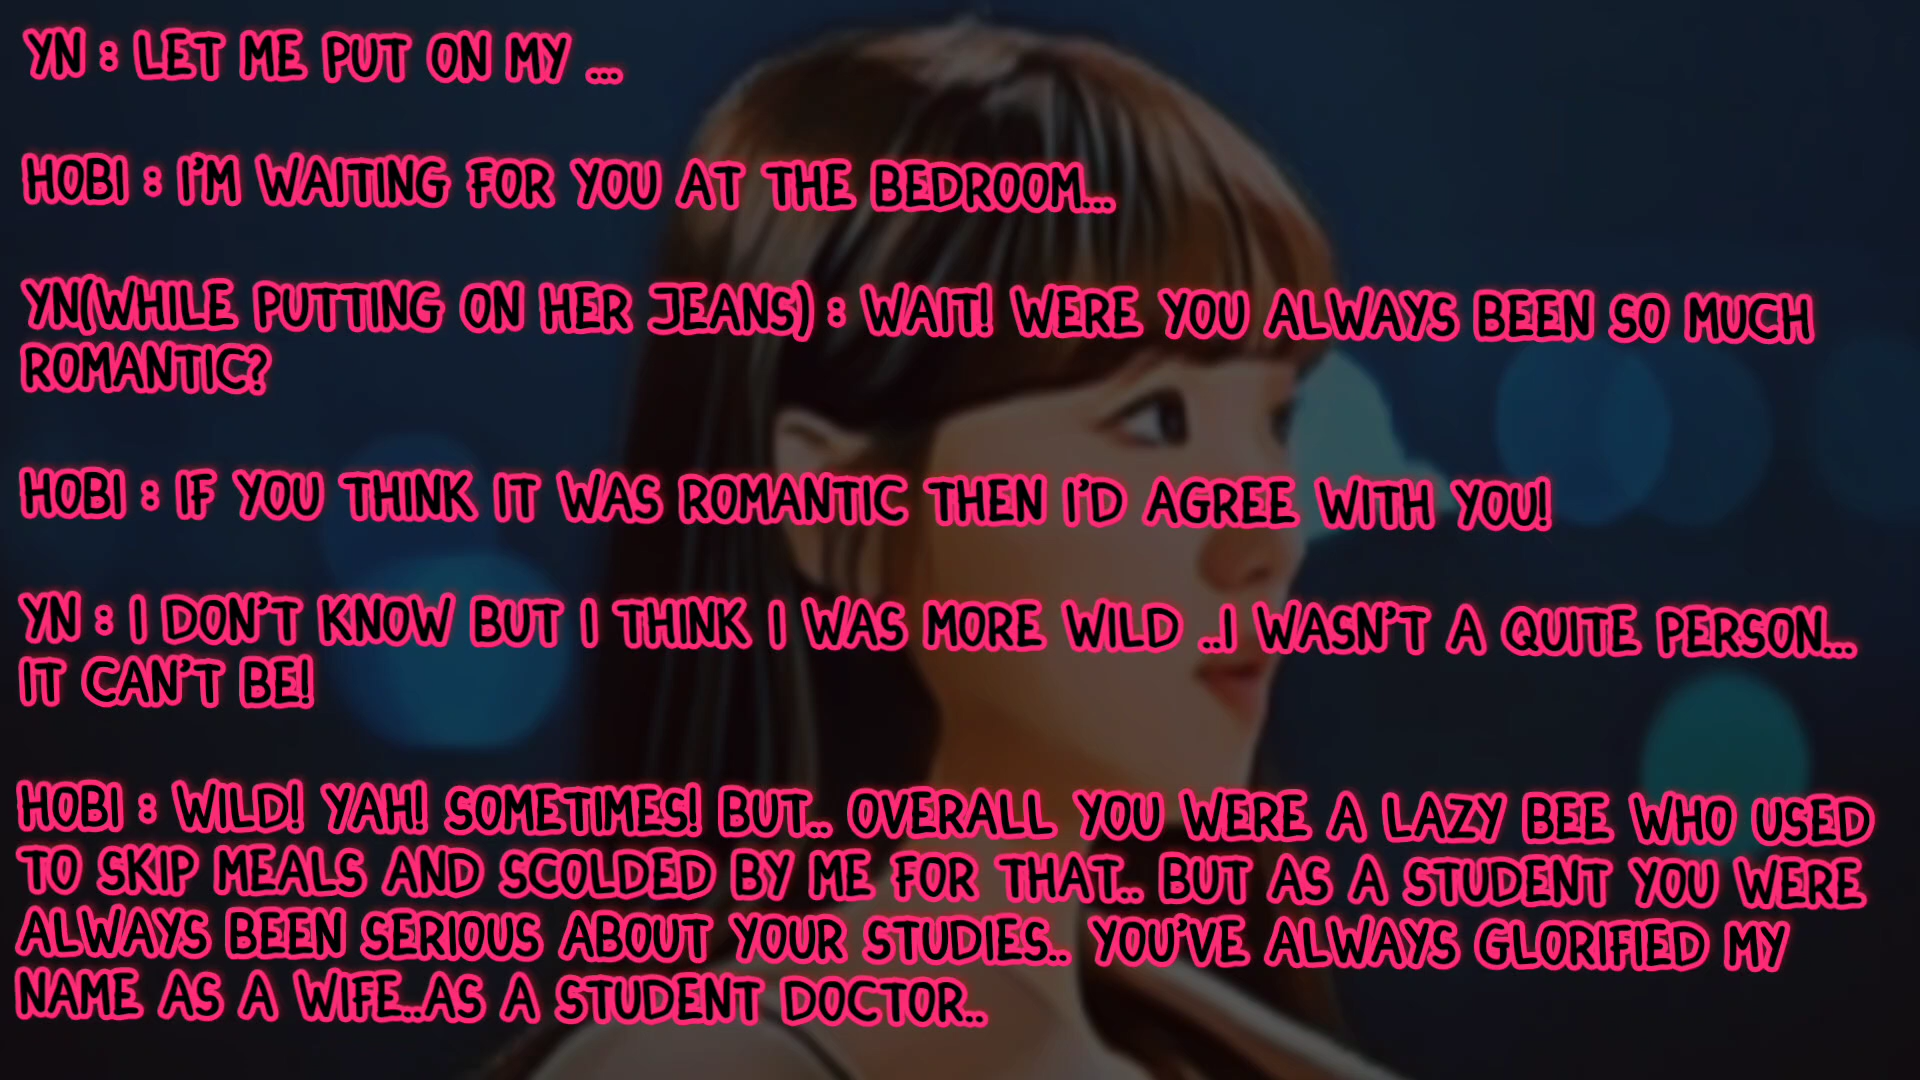 YN : LET ME PUT ON MY ...
HOBI : I'M WAITING FOR YOU AT THE BEDROOM...
YN(WHILE PUTTING ON HER JEANS) : WAIT! WERE YOU ALWAYS BEEN SO MUCH
ROMANTIC?
HOBI : IF YOU THINK IT WAS ROMANTIC THEN I'D AGREE WITH YOU!
YN : I DON'T KNOW BUT I THINK I WAS MORE WILD ..I WASN'T A QUITE PERSON...
IT CAN'T BE!
HOBI : WILD! YAH! SOMETIMES! BUT.. OVERALL YOU WERE A LAZY BEE WHO USED
TO SKIP MEALS AND SCOLDED BY ME FOR THAT.. BUT AS A STUDENT YOU WERE
ALWAYS BEEN SERIOUS ABOUT YOUR STUDIES.. YOU'VE ALWAYS GLORIFIED MY
NAME AS A WIFE..AS A STUDENT DOCTOR..